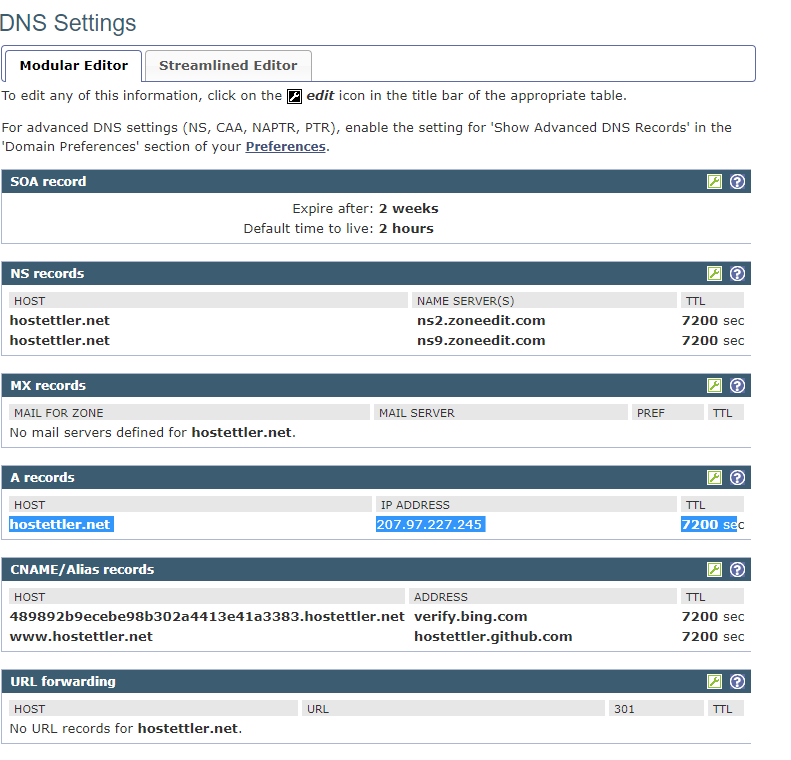 DNS Settings
Modular Editor Streamlined Editor
To edit any of this information, click on the edit icon in the title bar of the appropriate table.
For advanced DNS settings (NS, CAA, NAPTR, PTR), enable the setting for 'Show Advanced DNS Records' in the
'Domain Preferences' section of your Preferences.
SOA record
Expire after: 2 weeks
Default time to live: 2 hours
NS records
HOST NAME SERVER(S) TTL
hostettler.net ns2.zoneedit.com 7200 sec
hostettler.net ns9.zoneedit.com 7200 sec
MX records
MAIL FOR ZONE MAIL SERVER PREF TTL
No mail servers defined for hostettler.net.
A records
HOST IP ADDRESS TTL
hostettler.net 207.97.227.245 7200 sec
CNAME/Alias records
HOST ADDRESS TTL
489892b9ecebe98b302a4413e41a3383.hostettler.net verify.bing.com 7200 sec
www.hostettler.net hostettler.github.com 7200 sec
URL forwarding
HOST URL 301 TTL
No URL records for hostettler.net.